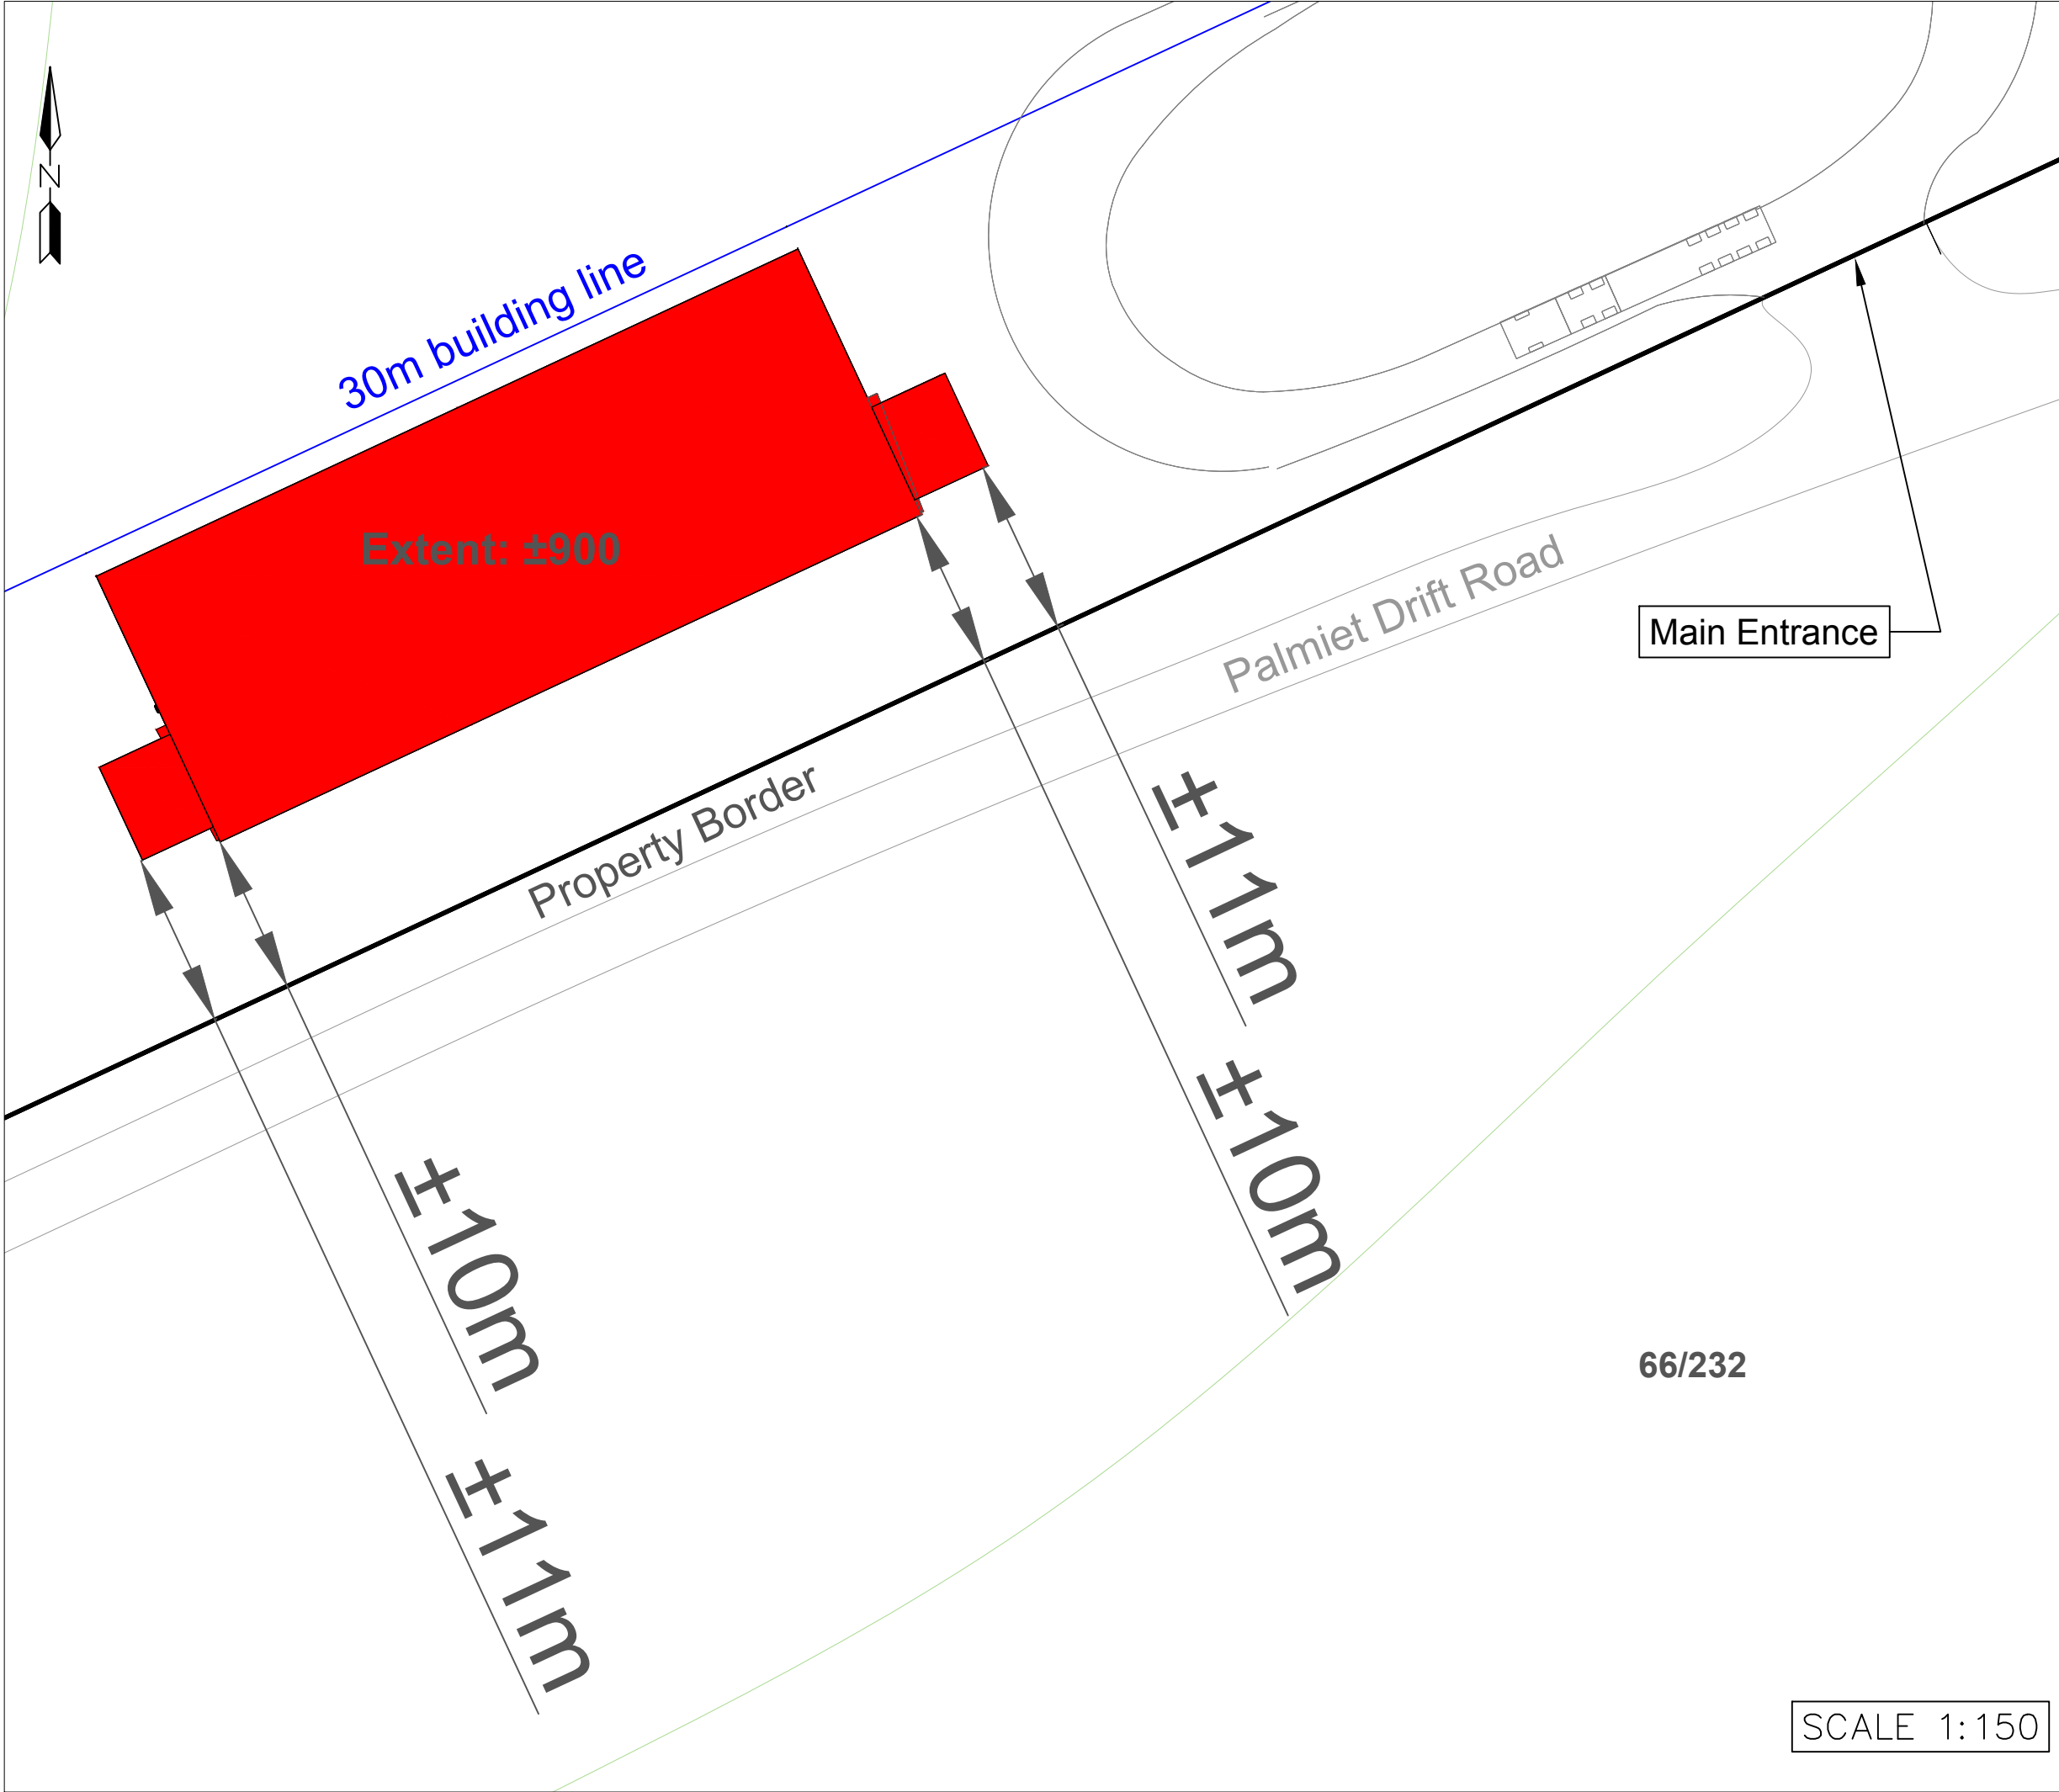 N
30m building line
Extent: ±900
Palmiet Drift Road
Main Entrance
Property Border
±11m
±10m
±10m
66/232
±11m
SCALE 1:150